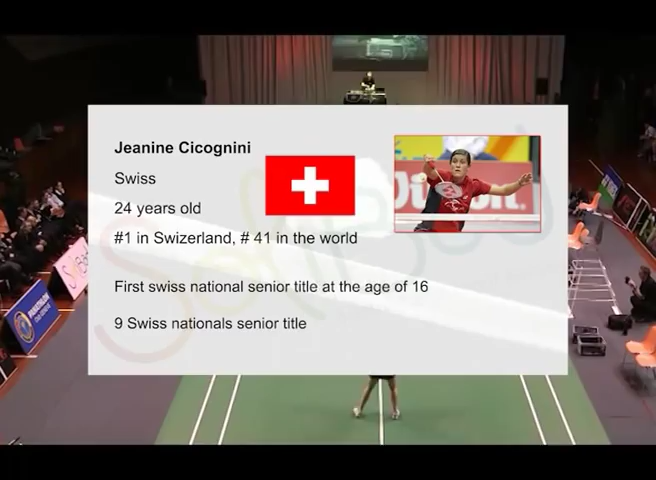 Jeanine Cicognini
Swiss
24 years old
#1 in Swizerland, # 41 in the world
First swiss national senior title at the age of 16
9 Swiss nationals senior title